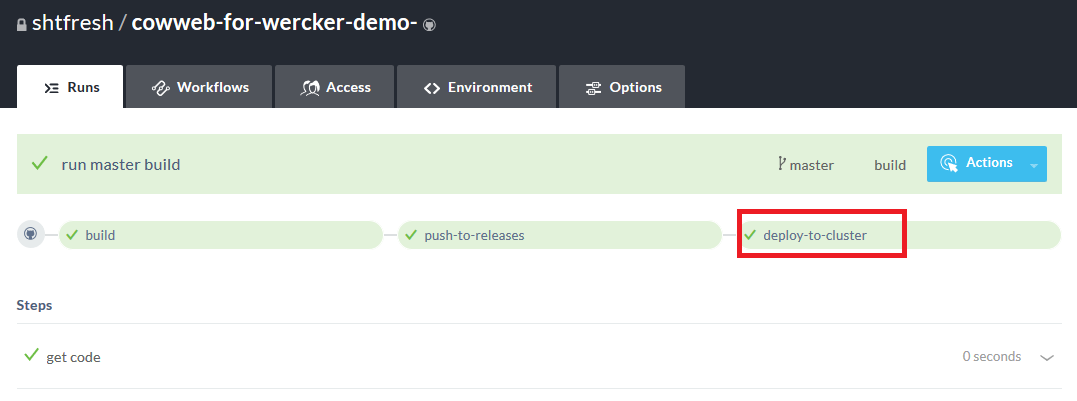 shtfresh / cowweb-for-wercker-demo-
Runs Workflows Access Environment Options
run master build master build Actions
build push-to-releases deploy-to-cluster
Steps
get code 0 seconds